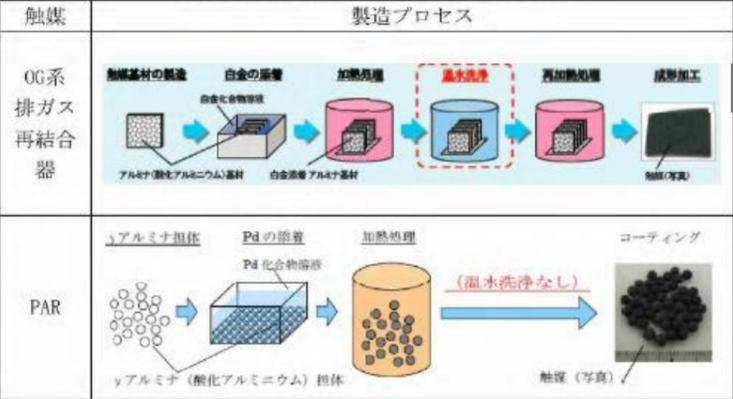 触媒
製造プロセス
OG系
排ガス
再結合
器
触媒基材の製造
白金の添着
加熱処理
温水洗浄
再加熱処理
成形加工
白金化合物溶液
アルミナ(酸化アルミニウム)基材
白金添着 アルミナ基材
触媒(写真)
PAR
γアルミナ担体
Pdの添着
加熱処理
コーティング
Pd化合物溶液
(温水洗浄なし)
γアルミナ(酸化アルミニウム)担体
触媒(写真)